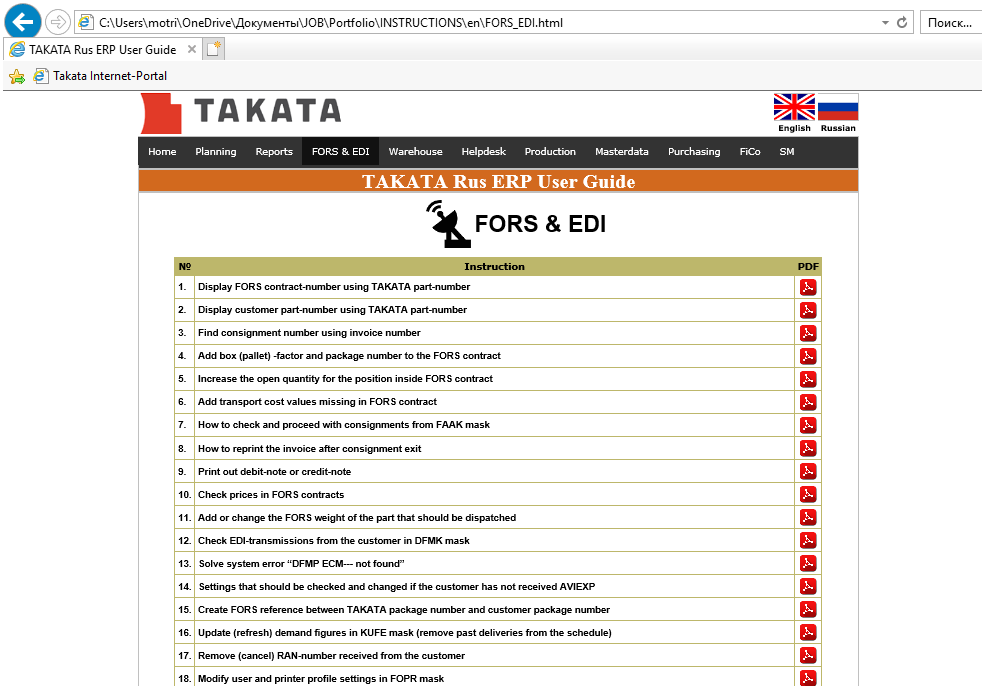 C:\Users\motri\OneDrive\Документы\JOB\Portfolio\INSTRUCTIONS\en\FORS_EDI.html Поиск...
TAKATA Rus ERP User Guide
Takata Internet-Portal
TAKATA
English Russian
Home Planning Reports FORS & EDI Warehouse Helpdesk Production Masterdata Purchasing FiCo SM
TAKATA Rus ERP User Guide
FORS & EDI
№ Instruction PDF
1. Display FORS contract-number using TAKATA part-number
2. Display customer part-number using TAKATA part-number
3. Find consignment number using invoice number
4. Add box (pallet) -factor and package number to the FORS contract
5. Increase the open quantity for the position inside FORS contract
6. Add transport cost values missing in FORS contract
7. How to check and proceed with consignments from FAAK mask
8. How to reprint the invoice after consignment exit
9. Print out debit-note or credit-note
10. Check prices in FORS contracts
11. Add or change the FORS weight of the part that should be dispatched
12. Check EDI-transmissions from the customer in DFMK mask
13. Solve system error “DFMP ECM--- not found”
14. Settings that should be checked and changed if the customer has not received AVIEXP
15. Create FORS reference between TAKATA package number and customer package number
16. Update (refresh) demand figures in KUFE mask (remove past deliveries from the schedule)
17. Remove (cancel) RAN-number received from the customer
18. Modify user and printer profile settings in FOPR mask